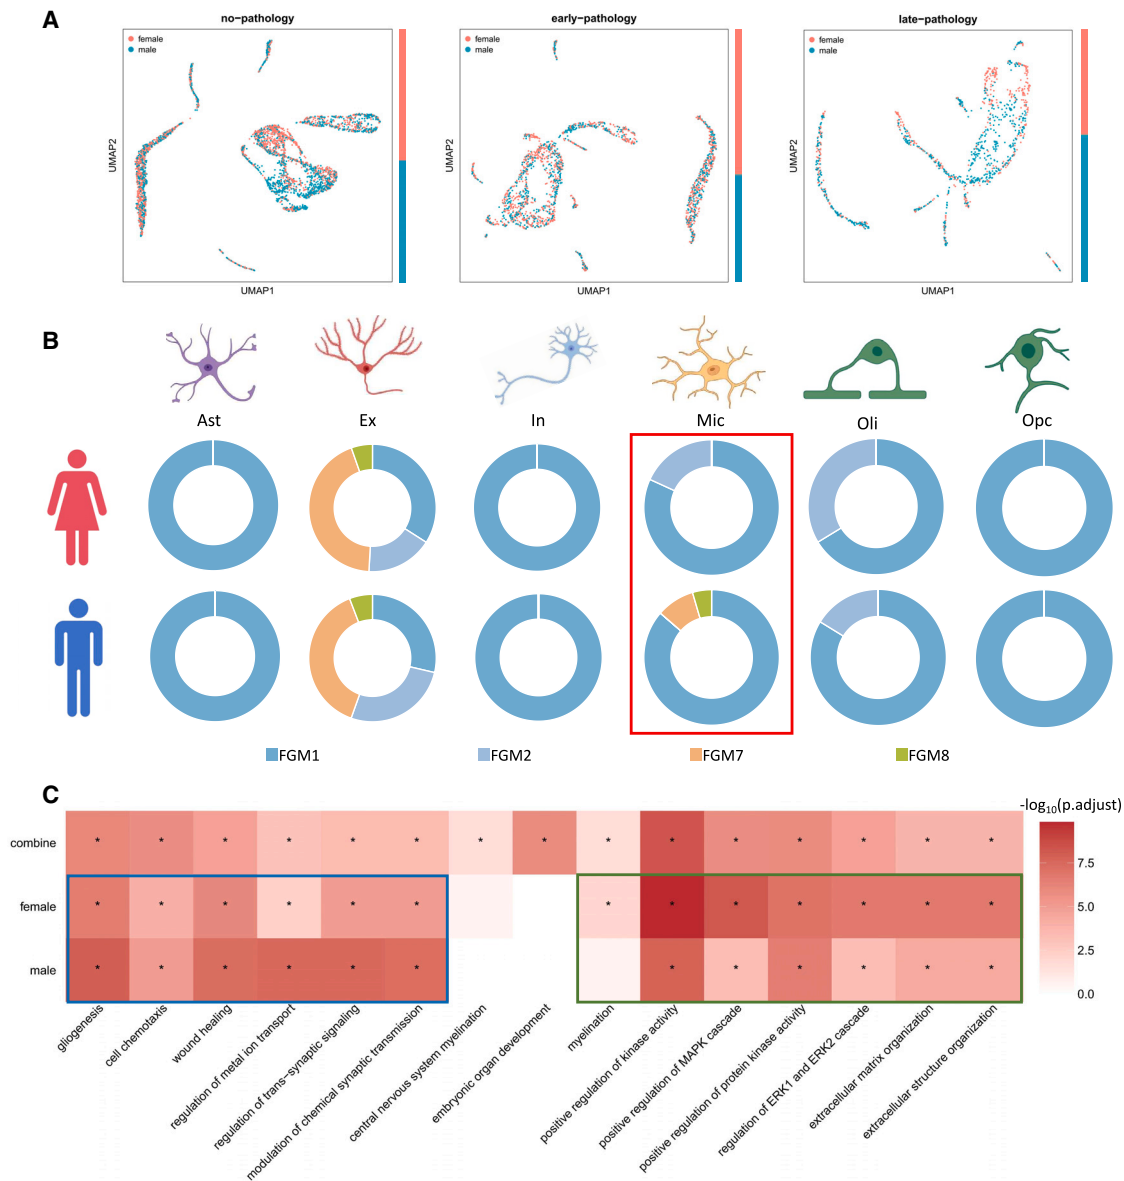 A
no-pathology
early-pathology
late-pathology
female
male
female
male
female
male
UMAP2
UMAP2
UMAP2
UMAP1
UMAP1
UMAP1
B
Ast
Ex
In
Mic
Oli
Opc
FGM1
FGM2
FGM7
FGM8
C
-log10(p.adjust)
combine
* * * * * * * * * * * * * * *
female
* * * * * * * * * * * * *
male
* * * * * * * * * * * *
7.5
5.0
2.5
0.0
gliogenesis
cell chemotaxis
wound healing
regulation of metal ion transport
regulation of trans-synaptic signaling
modulation of chemical synaptic transmission
central nervous system myelination
embryonic organ development
myelination
positive regulation of kinase activity
positive regulation of MAPK cascade
positive regulation of protein kinase activity
regulation of ERK1 and ERK2 cascade
extracellular matrix organization
extracellular structure organization